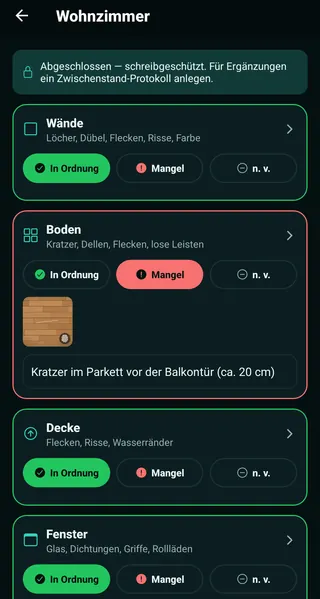 Wohnzimmer
Abgeschlossen — schreibgeschützt. Für Ergänzungen
ein Zwischenstand-Protokoll anlegen.
Wände
Löcher, Dübel, Flecken, Risse, Farbe
In Ordnung
Mangel
n. v.
Boden
Kratzer, Dellen, Flecken, lose Leisten
In Ordnung
Mangel
n. v.
Kratzer im Parkett vor der Balkontür (ca. 20 cm)
Decke
Flecken, Risse, Wasserränder
In Ordnung
Mangel
n. v.
Fenster
Glas, Dichtungen, Griffe, Rollläden
In Ordnung
Mangel
n. v.